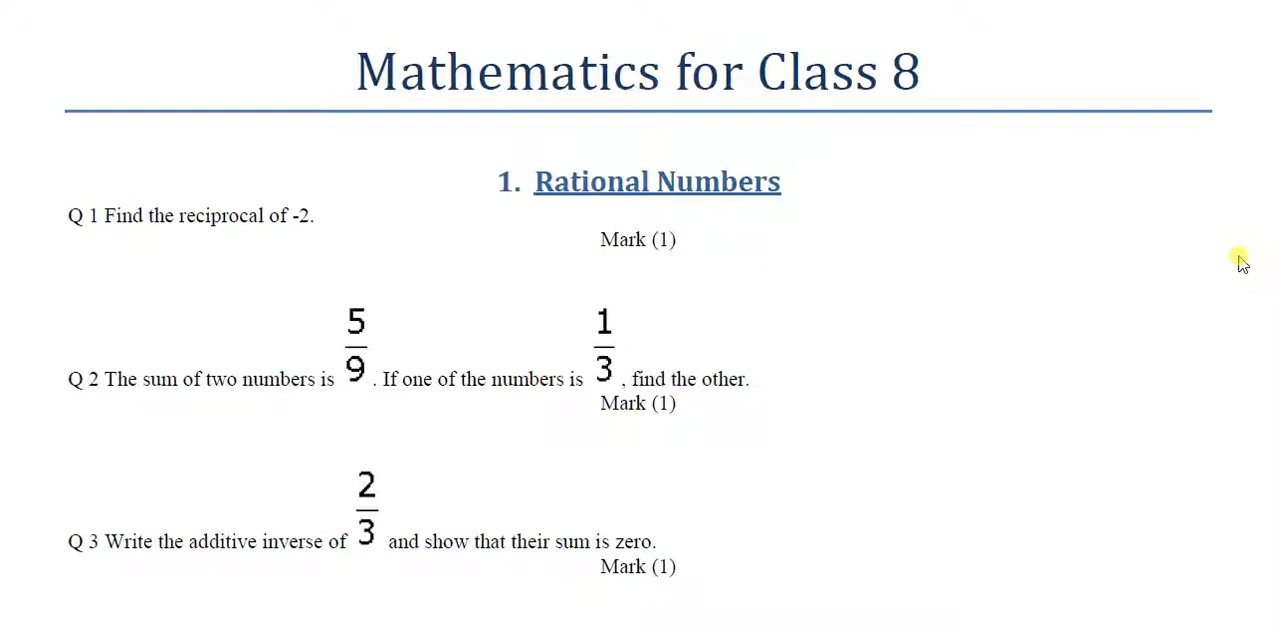 Mathematics for Class 8
1. Rational Numbers
Q 1 Find the reciprocal of -2.
Mark (1)
Q 2 The sum of two numbers is 5/9 . If one of the numbers is 1/3 , find the other.
Mark (1)
Q 3 Write the additive inverse of 2/3 and show that their sum is zero.
Mark (1)